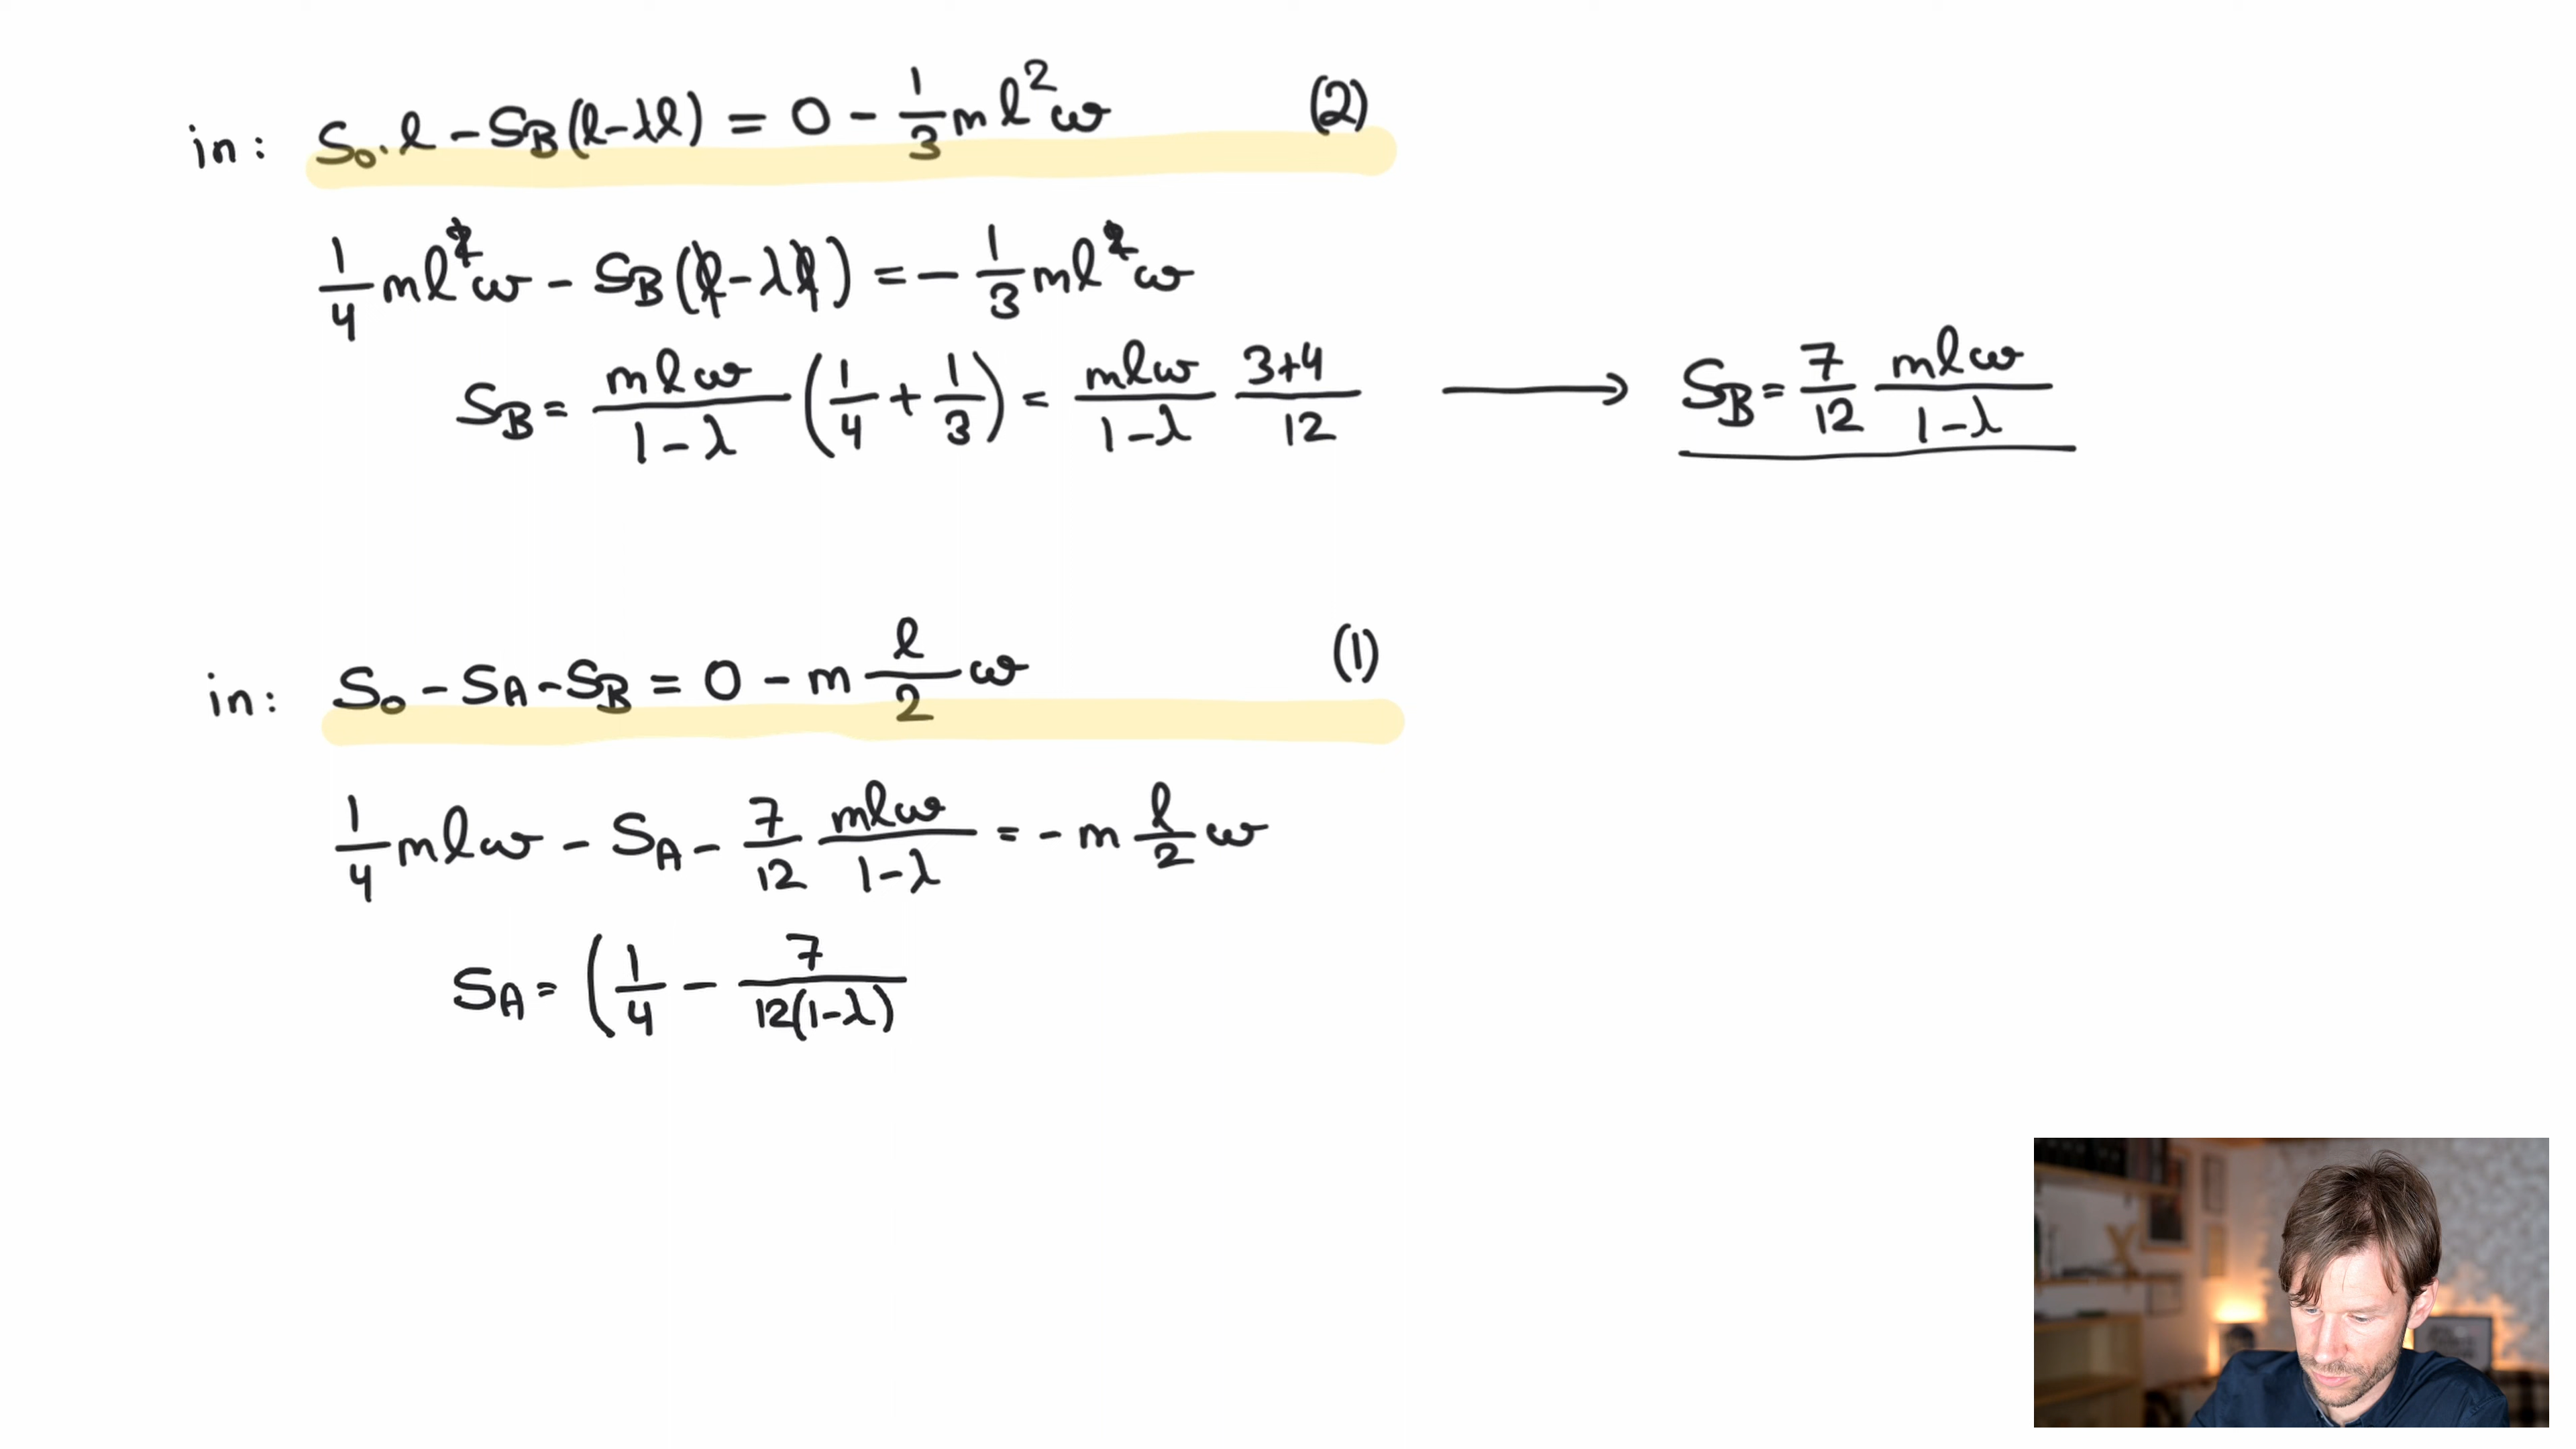 in: S₀·l - S_B(l-λl) = 0 - 1/3 ml²ω (2)
1/4 ml²ω - S_B(l-λl) = - 1/3 ml²ω
S_B = mlω/(1-λ) (1/4 + 1/3) = mlω/(1-λ) (3+4)/12 ⟶ S_B = 7/12 mlω/(1-λ)
in: S₀ - S_A - S_B = 0 - m l/2 ω (1)
1/4 mlω - S_A - 7/12 mlω/(1-λ) = - m l/2 ω
S_A = (1/4 - 7/(12(1-λ))